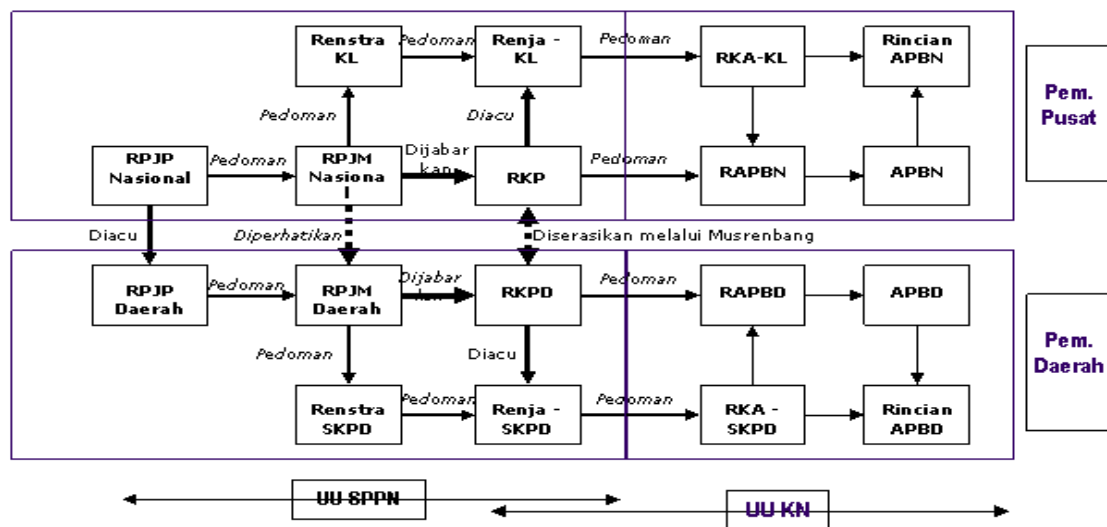 Renstra
KL
Pedoman
Renja -
KL
Pedoman
RKA-KL
Rincian
APBN
Pem.
Pusat
Pedoman
Diacu
RPJP
Nasional
Pedoman
RPJM
Nasiona
Dijabar
kan
RKP
Pedoman
RAPBN
APBN
Diacu
Diperhatikan
Diserasikan melalui Musrenbang
RPJP
Daerah
Pedoman
RPJM
Daerah
Dijabar
RKPD
Pedoman
RAPBD
APBD
Pem.
Daerah
Pedoman
Diacu
Renstra
SKPD
Pedoman
Renja -
SKPD
Pedoman
RKA -
SKPD
Rincian
APBD
UU SPPN
UU KN